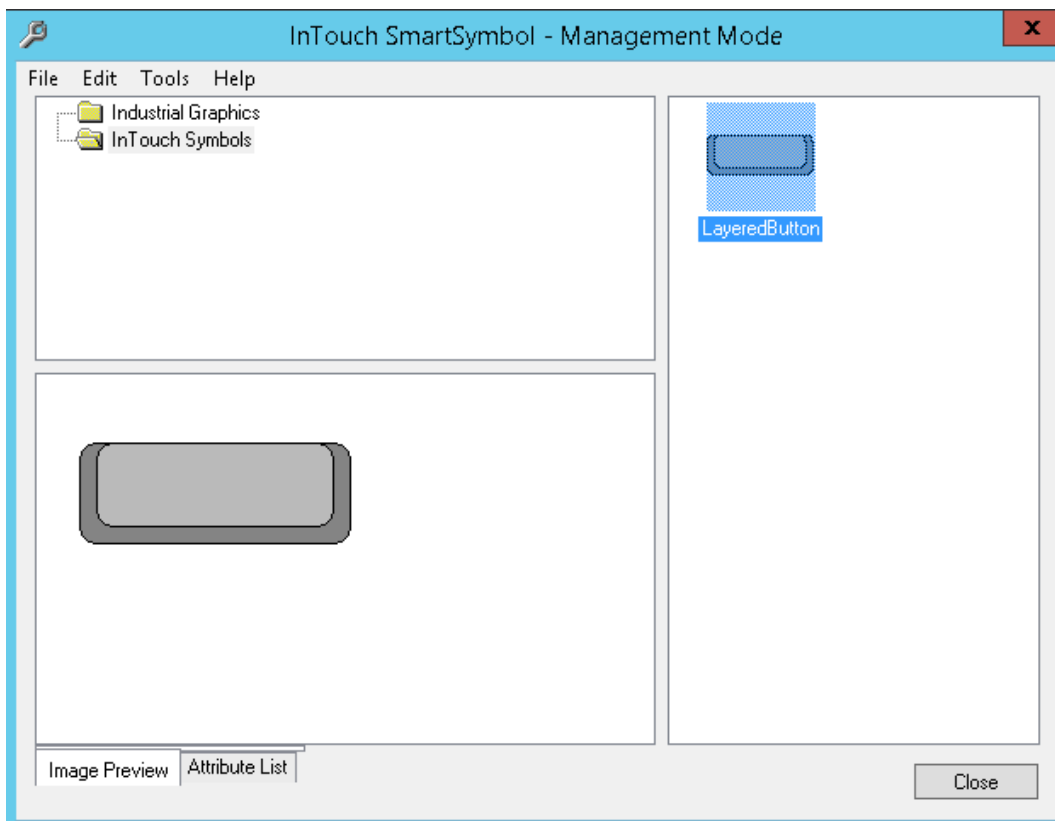 InTouch SmartSymbol - Management Mode
x
File Edit Tools Help
Industrial Graphics
InTouch Symbols
LayeredButton
Image Preview Attribute List
Close